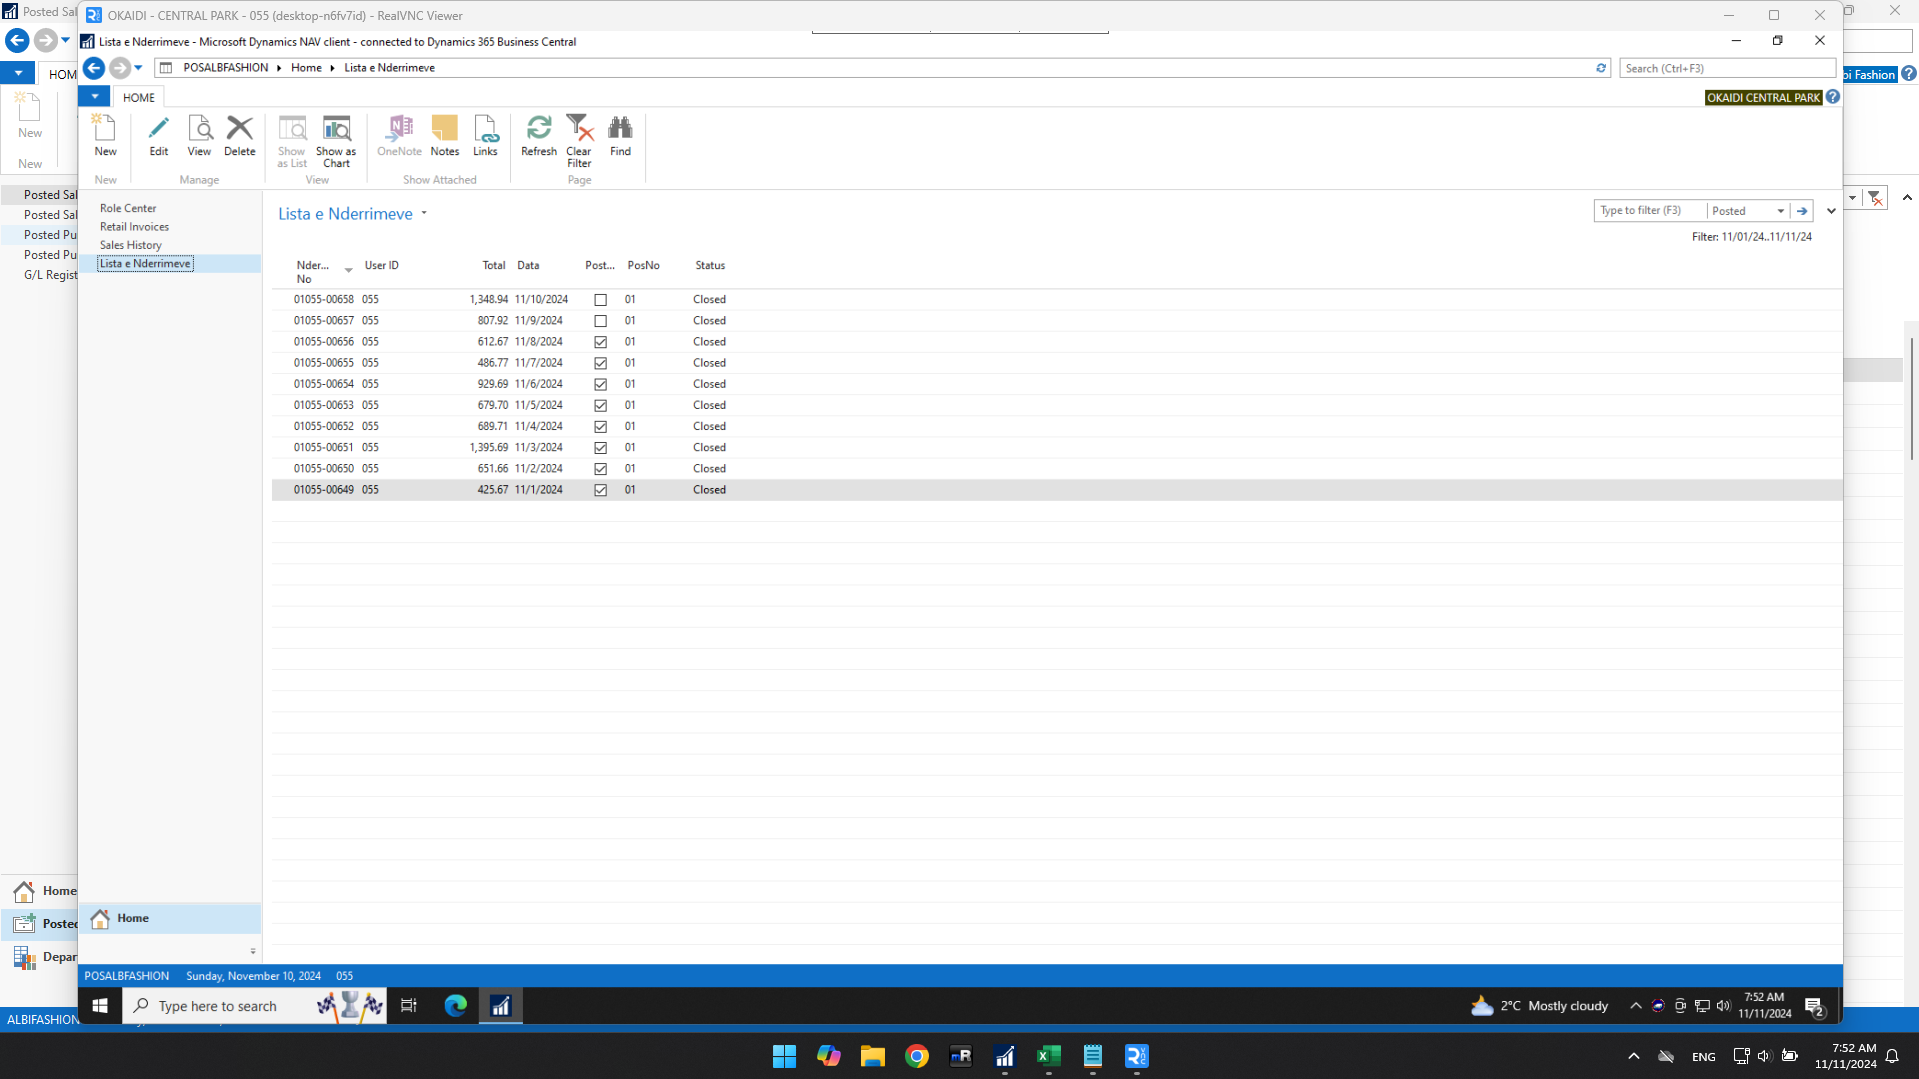 Posted Sal
OKAIDI - CENTRAL PARK - 055 (desktop-n6fv7id) - RealVNC Viewer
Lista e Nderrimeve - Microsoft Dynamics NAV client - connected to Dynamics 365 Business Central
POSALBFASHION
Home
Lista e Nderrimeve
Search (Ctrl+F3)
HOM
bi Fashion
HOME
OKAIDI CENTRAL PARK
New
New
New
Edit
View
Delete
Show as List
Show as Chart
OneNote
Notes
Links
Refresh
Clear Filter
Find
New
Manage
View
Show Attached
Page
Posted Sal
Posted Sal
Posted Pu
Posted Pu
G/L Regist
Role Center
Retail Invoices
Sales History
Lista e Nderrimeve
Lista e Nderrimeve
Type to filter (F3)
Posted
Filter: 11/01/24..11/11/24
Nder... No User ID Total Data Post... PosNo Status
01055-00658 055 1,348.94 11/10/2024 01 Closed
01055-00657 055 807.92 11/9/2024 01 Closed
01055-00656 055 612.67 11/8/2024 01 Closed
01055-00655 055 486.77 11/7/2024 01 Closed
01055-00654 055 929.69 11/6/2024 01 Closed
01055-00653 055 679.70 11/5/2024 01 Closed
01055-00652 055 689.71 11/4/2024 01 Closed
01055-00651 055 1,395.69 11/3/2024 01 Closed
01055-00650 055 651.66 11/2/2024 01 Closed
01055-00649 055 425.67 11/1/2024 01 Closed
Home
Posted
Depar
Home
POSALBFASHION Sunday, November 10, 2024 055
Type here to search
2°C Mostly cloudy
7:52 AM
11/11/2024
2
ALBIFASHION
mR
ENG
7:52 AM
11/11/2024